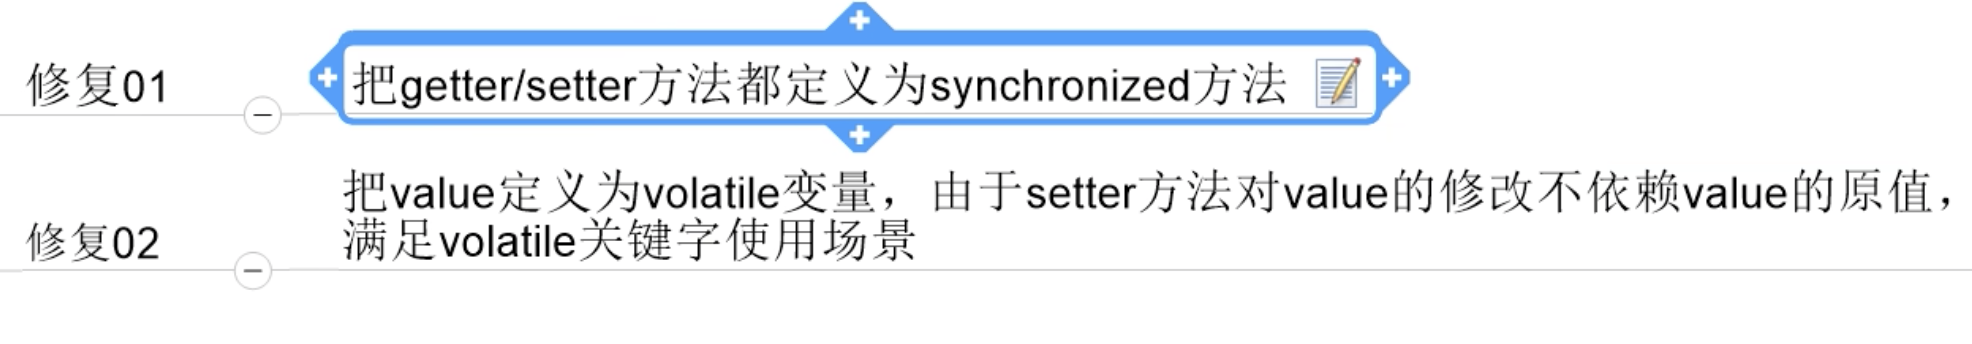 修复01
把getter/setter方法都定义为synchronized方法
修复02
把value定义为volatile变量，由于setter方法对value的修改不依赖value的原值，
满足volatile关键字使用场景